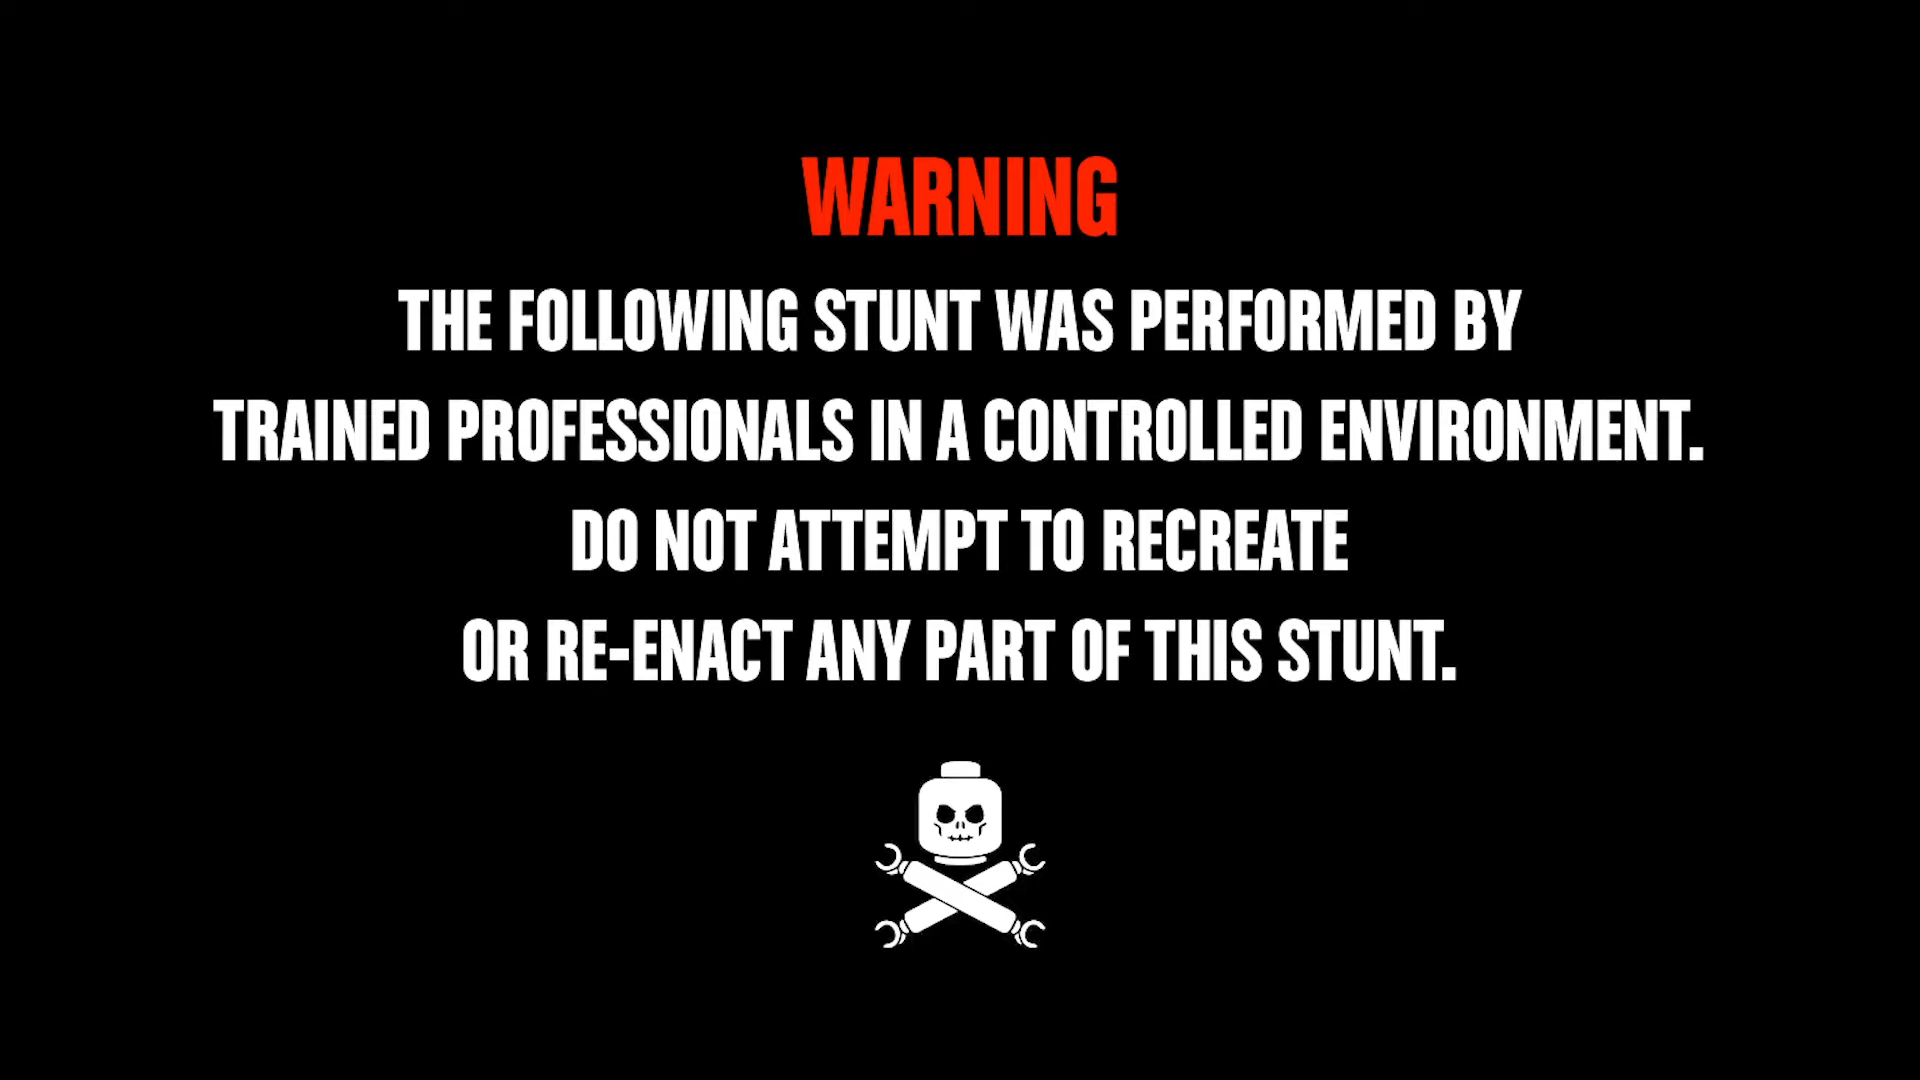 WARNING
THE FOLLOWING STUNT WAS PERFORMED BY
TRAINED PROFESSIONALS IN A CONTROLLED ENVIRONMENT.
DO NOT ATTEMPT TO RECREATE
OR RE-ENACT ANY PART OF THIS STUNT.